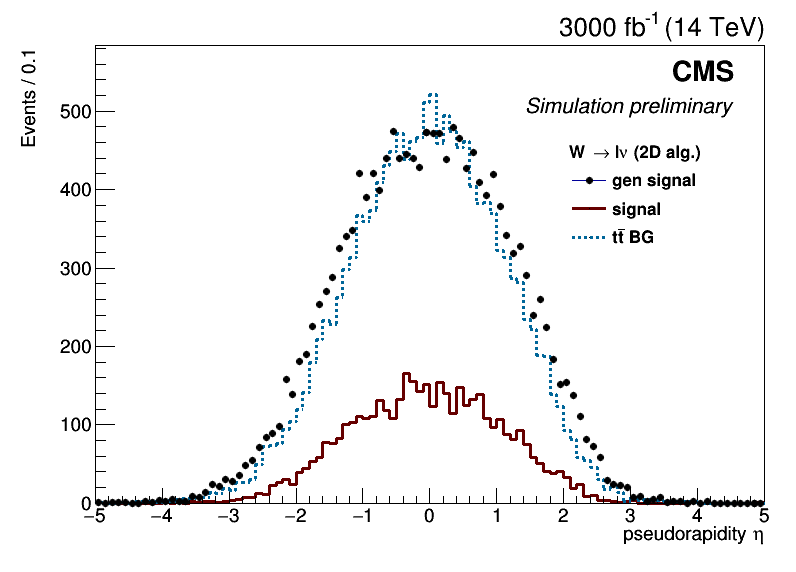 3000 fb⁻¹ (14 TeV)
CMS
Simulation preliminary
W → lν (2D alg.)
gen signal
signal
tt̄ BG
Events / 0.1
500
400
300
200
100
0
−5 −4 −3 −2 −1 0 1 2 3 4 5
pseudorapidity η